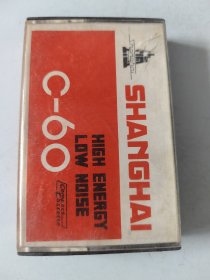 SHANGHAI
HIGH ENERGY
LOW NOISE
C-60